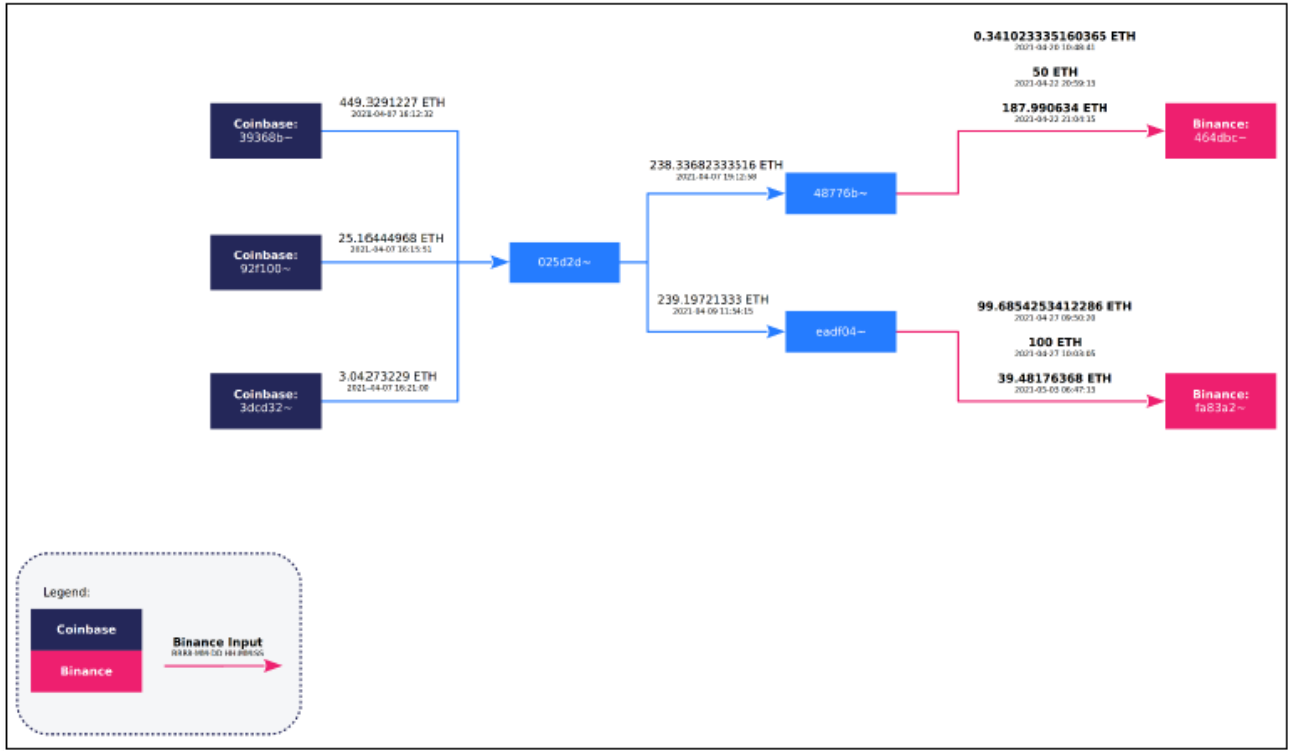 0.341023335160365 ETH
2021-04-20 10:48:41
50 ETH
2021-04-22 20:59:13
187.990634 ETH
2021-04-22 21:04:15
449.3291227 ETH
2021-04-07 16:12:32
Coinbase:
39368b~
Binance:
464dbc~
238.33682333516 ETH
2021-04-07 19:12:58
48776b~
25.16444968 ETH
2021-04-07 16:15:51
Coinbase:
92f100~
025d2d~
239.19721333 ETH
2021-04-09 11:54:15
eadf04~
99.6854253412286 ETH
2021-04-27 09:50:20
100 ETH
2021-04-27 10:03:05
39.48176368 ETH
2021-05-03 06:47:13
3.04273229 ETH
2021-04-07 16:21:00
Coinbase:
3dcd32~
Binance:
fa83a2~
Legend:
Coinbase
Binance
Binance Input